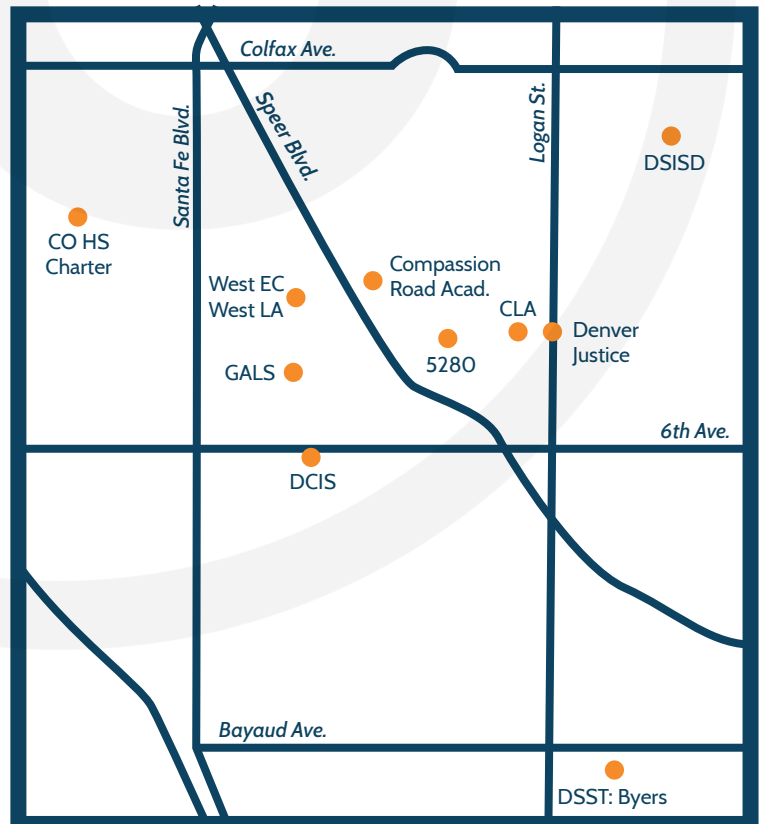 Colfax Ave.
Santa Fe Blvd.
Speer Blvd.
Logan St.
DSISD
CO HS
Charter
West EC
West LA
Compassion
Road Acad.
CLA
Denver
Justice
5280
GALS
6th Ave.
DCIS
Bayaud Ave.
DSST: Byers